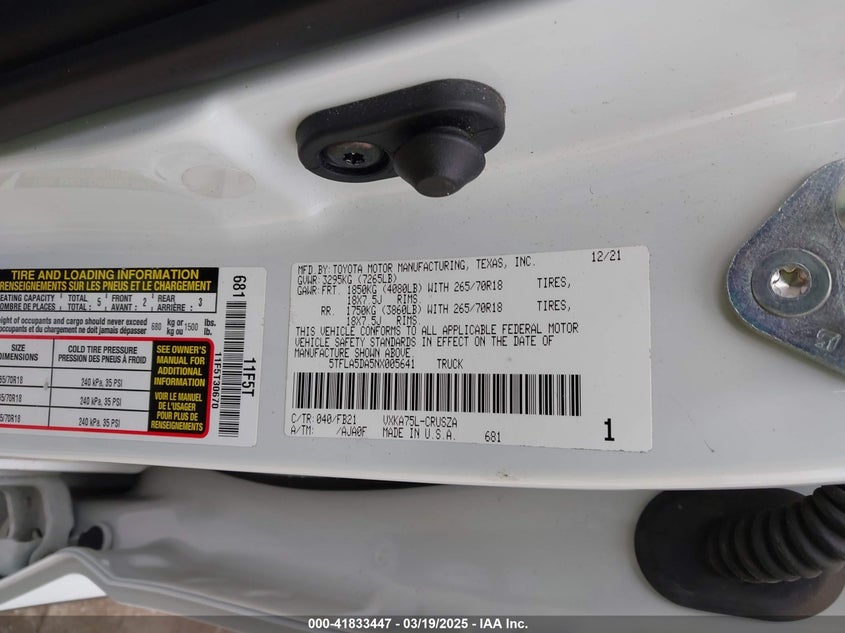 TIRE AND LOADING INFORMATION
RENSEIGNEMENTS SUR LES PNEUS ET LE CHARGEMENT
SEATING CAPACITY TOTAL 5 FRONT 2 REAR 3
NOMBRE DE PLACES TOTAL : 5 AVANT : 2 ARRIÈRE : 3
weight of occupants and cargo should never exceed 680 kg or 1500 lbs.
occupants et du chargement ne doit jamais dépasser kg ou lb.
SIZE COLD TIRE PRESSURE
DIMENSIONS PRESSION DES PNEUS À FROID
/70R18 240 kPa, 35 PSI
/70R18 240 kPa, 35 PSI
/70R18 240 kPa, 35 PSI
SEE OWNER'S
MANUAL FOR
ADDITIONAL
INFORMATION
VOIR LE MANUEL
DE L'USAGER
POUR PLUS DE
RENSEIGNEMENTS
681
11F5T30670
11F5T
MFD BY: TOYOTA MOTOR MANUFACTURING, TEXAS, INC. 12/21
GVWR: 3295KG (7265LB)
GAWR: FRT. 1850KG (4080LB) WITH 265/70R18 TIRES,
18X7.5J RIMS
RR. 1750KG (3860LB) WITH 265/70R18 TIRES,
18X7.5J RIMS
THIS VEHICLE CONFORMS TO ALL APPLICABLE FEDERAL MOTOR
VEHICLE SAFETY STANDARDS IN EFFECT ON THE DATE OF
MANUFACTURE SHOWN ABOVE.
5TFLA5DA5NX005641 TRUCK
C/TR: 040/FB21 VXKA75L-CRUSZA
A/TM: /AJA0F MADE IN U.S.A. 681 1
000-41833447 - 03/19/2025 - IAA Inc.